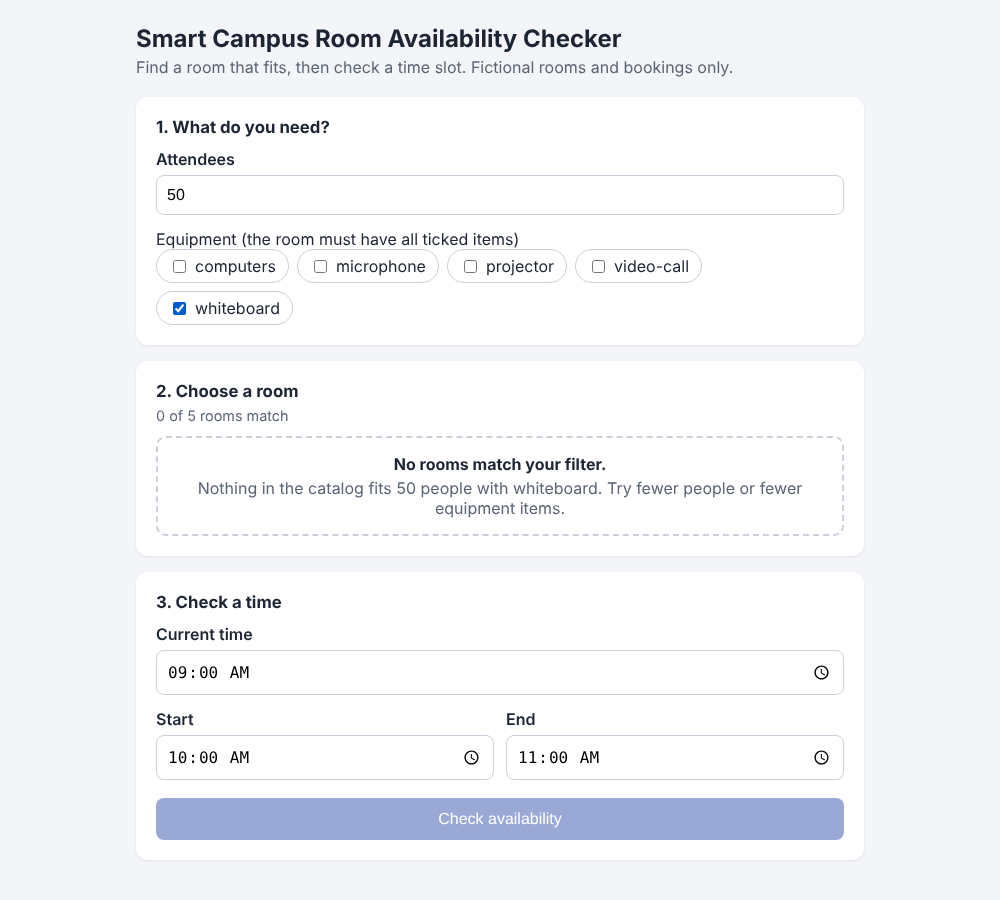 Smart Campus Room Availability Checker
Find a room that fits, then check a time slot. Fictional rooms and bookings only.
1. What do you need?
Attendees
50
Equipment (the room must have all ticked items)
computers microphone projector video-call
whiteboard
2. Choose a room
0 of 5 rooms match
No rooms match your filter.
Nothing in the catalog fits 50 people with whiteboard. Try fewer people or fewer
equipment items.
3. Check a time
Current time
09:00 AM
Start End
10:00 AM 11:00 AM
Check availability